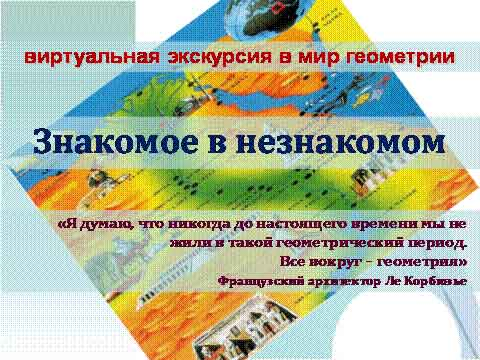 виртуальная экскурсия в мир геометрии
Знакомое в незнакомом
«Я думаю, что никогда до настоящего времени мы не
жили в такой геометрический период.
Все вокруг – геометрия»
Французский архитектор Ле Корбюзье